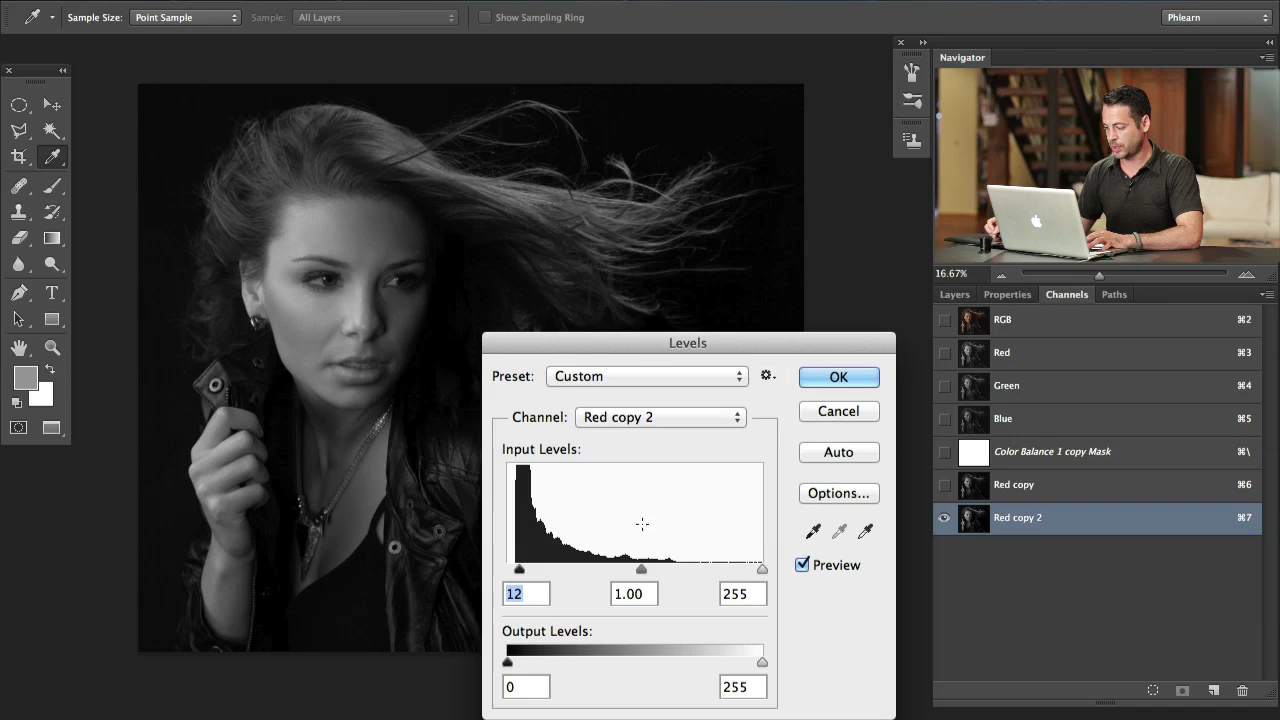 Sample Size: Point Sample Sample: All Layers Show Sampling Ring Phlearn
Navigator
16.67%
Layers Properties Channels Paths
RGB ⌘2
Red ⌘3
Green ⌘4
Blue ⌘5
Color Balance 1 copy Mask ⌘\
Red copy ⌘6
Red copy 2 ⌘7
T
Levels
Preset: Custom
OK
Channel: Red copy 2
Cancel
Input Levels:
Auto
Options...
Preview
12 1.00 255
Output Levels:
0 255